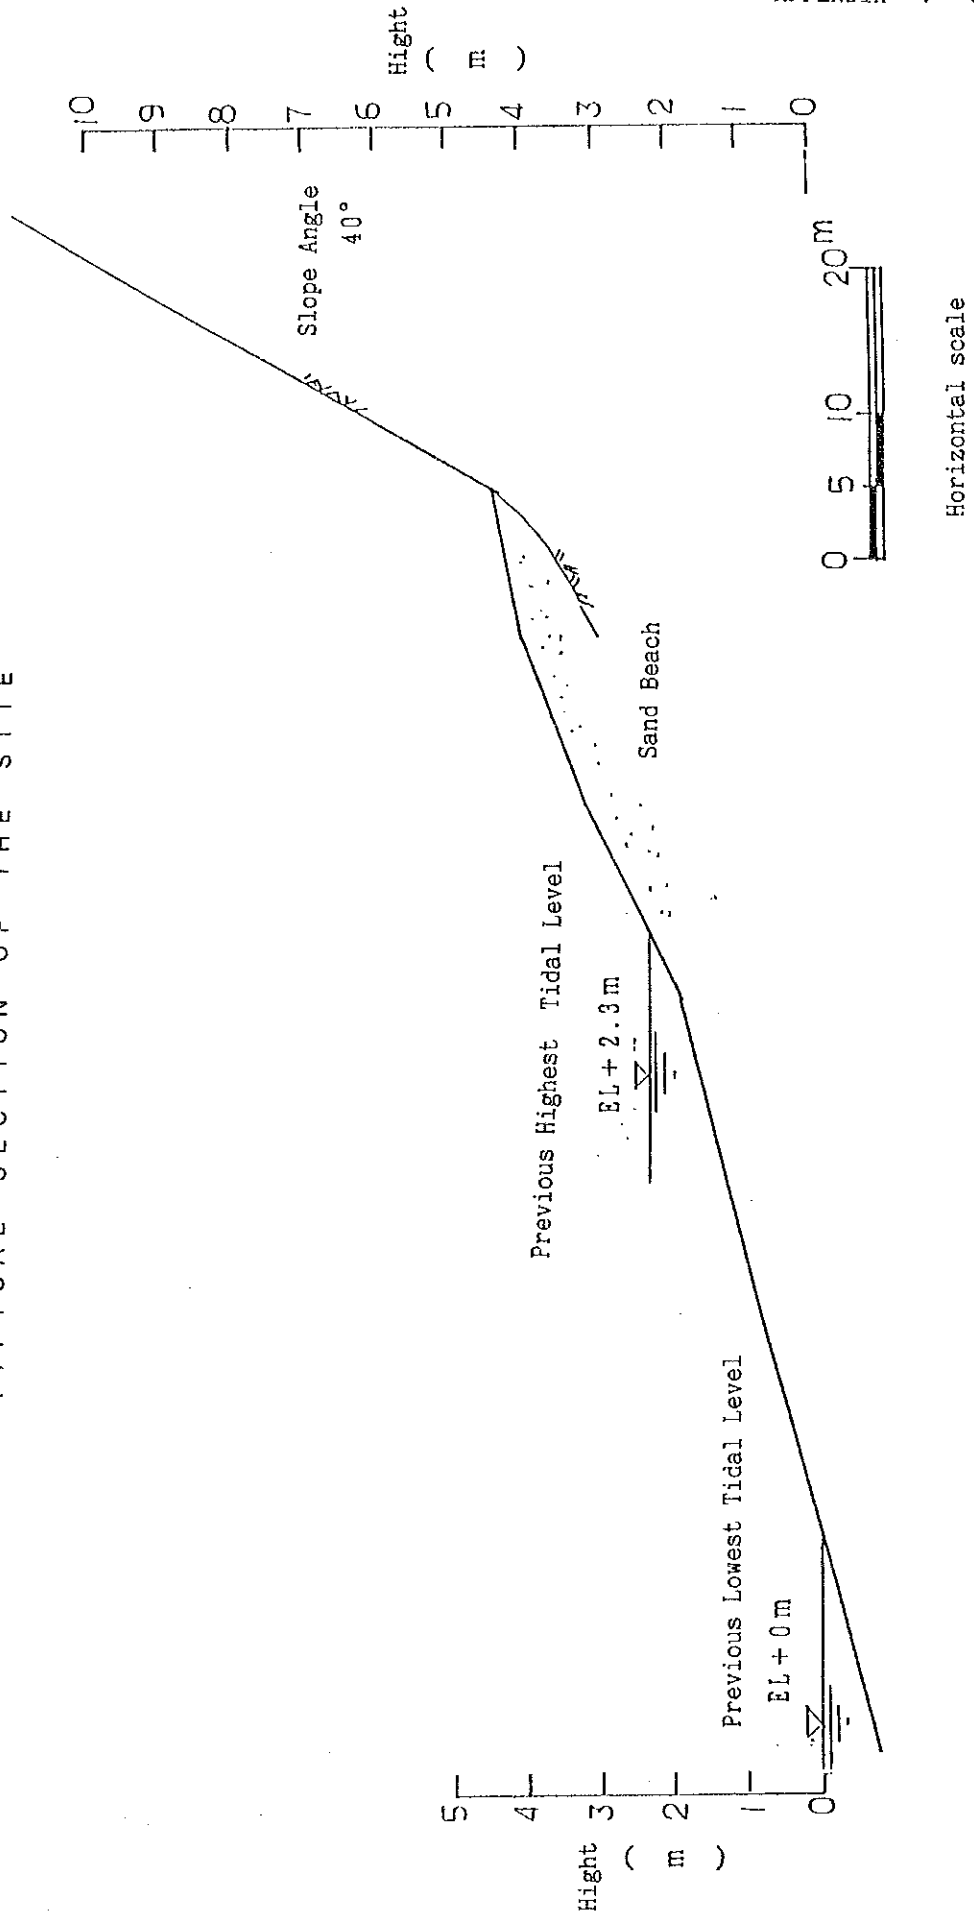 TYPICAL SECTION OF THE SITE
Hight
( m )
10
9
8
7
6
5
4
3
2
1
0
Slope Angle
40°
Sand Beach
Previous Highest Tidal Level
EL + 2.3 m
Previous Lowest Tidal Level
EL + 0 m
Hight
( m )
5
4
3
2
1
0
0 5 10 20 m
Horizontal scale